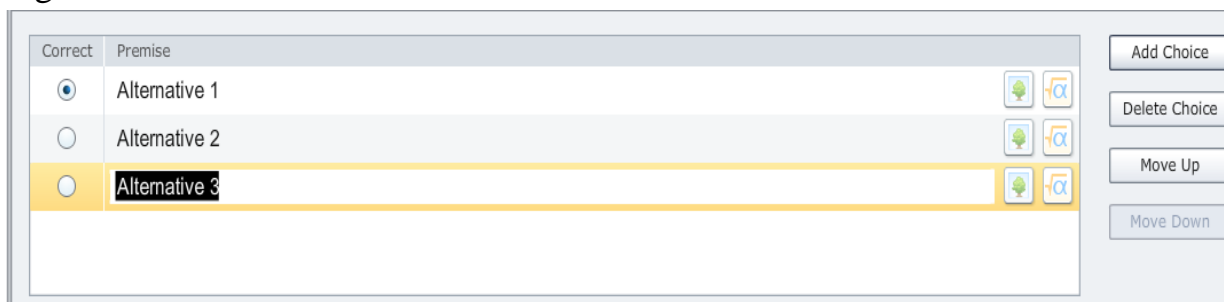 Correct Premise
Add Choice
Alternative 1
Delete Choice
Alternative 2
Move Up
Alternative 3
Move Down